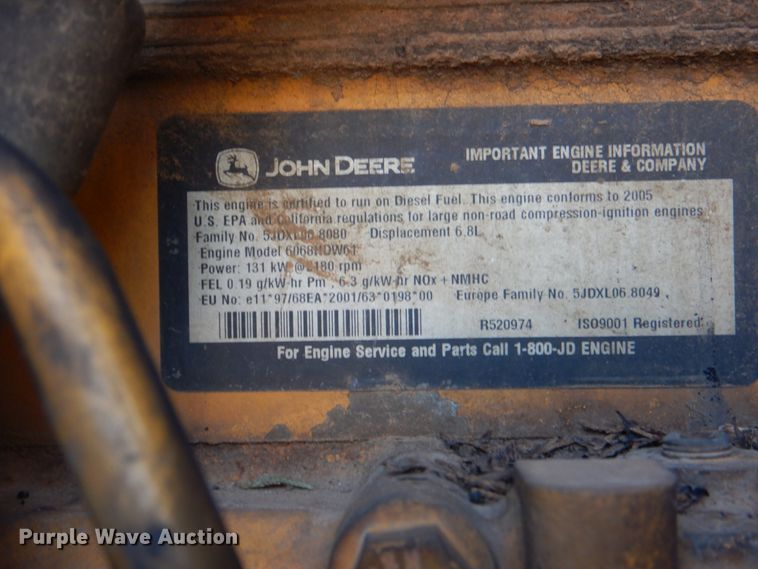 JOHN DEERE
IMPORTANT ENGINE INFORMATION
DEERE & COMPANY
This engine is certified to run on Diesel Fuel. This engine conforms to 2005
U.S. EPA and California regulations for large non-road compression-ignition engines
Family No. 5JDXL06.8080 Displacement 6.8L
Engine Model 6068HDW61
Power: 131 kW @2180 rpm
FEL 0.19 g/kW-hr Pm , 6.3 g/kW-hr NOx + NMHC
EU No: e11*97/68EA*2001/63*0198*00 Europe Family No. 5JDXL06.8049
R520974 ISO9001 Registered
For Engine Service and Parts Call 1-800-JD ENGINE
Purple Wave Auction